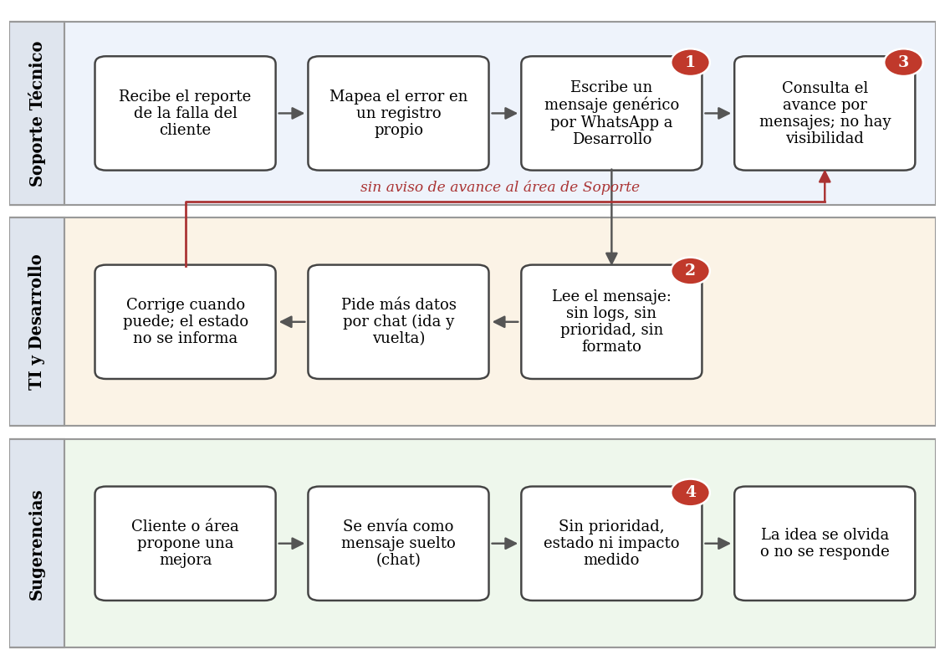 Soporte Técnico
Recibe el reporte
de la falla del
cliente
Mapea el error en
un registro
propio
1
Escribe un
mensaje genérico
por WhatsApp a
Desarrollo
3
Consulta el
avance por
mensajes; no hay
visibilidad
sin aviso de avance al área de Soporte
TI y Desarrollo
Corrige cuando
puede; el estado
no se informa
Pide más datos
por chat (ida y
vuelta)
2
Lee el mensaje:
sin logs, sin
prioridad, sin
formato
Sugerencias
Cliente o área
propone una
mejora
Se envía como
mensaje suelto
(chat)
4
Sin prioridad,
estado ni impacto
medido
La idea se olvida
o no se responde